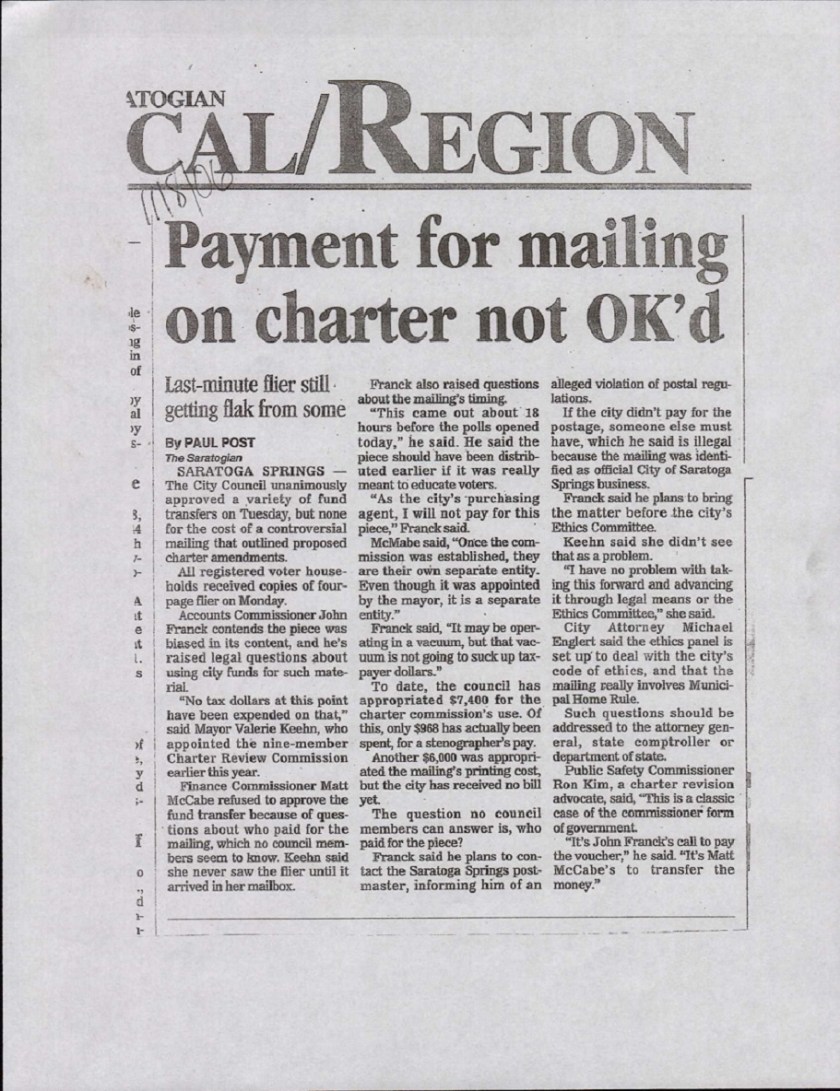 ATOGIAN
CAL/REGION
11/8/06
Payment for mailing
on charter not OK'd
Last-minute flier still
getting flak from some
By PAUL POST
The Saratogian
SARATOGA SPRINGS —
The City Council unanimously
approved a variety of fund
transfers on Tuesday, but none
for the cost of a controversial
mailing that outlined proposed
charter amendments.
All registered voter house-
holds received copies of four-
page flier on Monday.
Accounts Commissioner John
Franck contends the piece was
biased in its content, and he's
raised legal questions about
using city funds for such mate-
rial.
"No tax dollars at this point
have been expended on that,"
said Mayor Valerie Keehn, who
appointed the nine-member
Charter Review Commission
earlier this year.
Finance Commissioner Matt
McCabe refused to approve the
fund transfer because of ques-
tions about who paid for the
mailing, which no council mem-
bers seem to know. Keehn said
she never saw the flier until it
arrived in her mailbox.
Franck also raised questions
about the mailing's timing.
"This came out about 18
hours before the polls opened
today," he said. He said the
piece should have been distrib-
uted earlier if it was really
meant to educate voters.
"As the city's purchasing
agent, I will not pay for this
piece," Franck said.
McMabe said, "Once the com-
mission was established, they
are their own separate entity.
Even though it was appointed
by the mayor, it is a separate
entity."
Franck said, "It may be oper-
ating in a vacuum, but that vac-
uum is not going to suck up tax-
payer dollars."
To date, the council has
appropriated $7,400 for the
charter commission's use. Of
this, only $968 has actually been
spent, for a stenographer's pay.
Another $6,000 was appropri-
ated the mailing's printing cost,
but the city has received no bill
yet.
The question no council
members can answer is, who
paid for the piece?
Franck said he plans to con-
tact the Saratoga Springs post-
master, informing him of an
alleged violation of postal regu-
lations.
If the city didn't pay for the
postage, someone else must
have, which he said is illegal
because the mailing was identi-
fied as official City of Saratoga
Springs business.
Franck said he plans to bring
the matter before the city's
Ethics Committee.
Keehn said she didn't see
that as a problem.
"I have no problem with tak-
ing this forward and advancing
it through legal means or the
Ethics Committee," she said.
City Attorney Michael
Englert said the ethics panel is
set up to deal with the city's
code of ethics, and that the
mailing really involves Munici-
pal Home Rule.
Such questions should be
addressed to the attorney gen-
eral, state comptroller or
department of state.
Public Safety Commissioner
Ron Kim, a charter revision
advocate, said, "This is a classic
case of the commissioner form
of government.
"It's John Franck's call to pay
the voucher," he said. "It's Matt
McCabe's to transfer the
money."